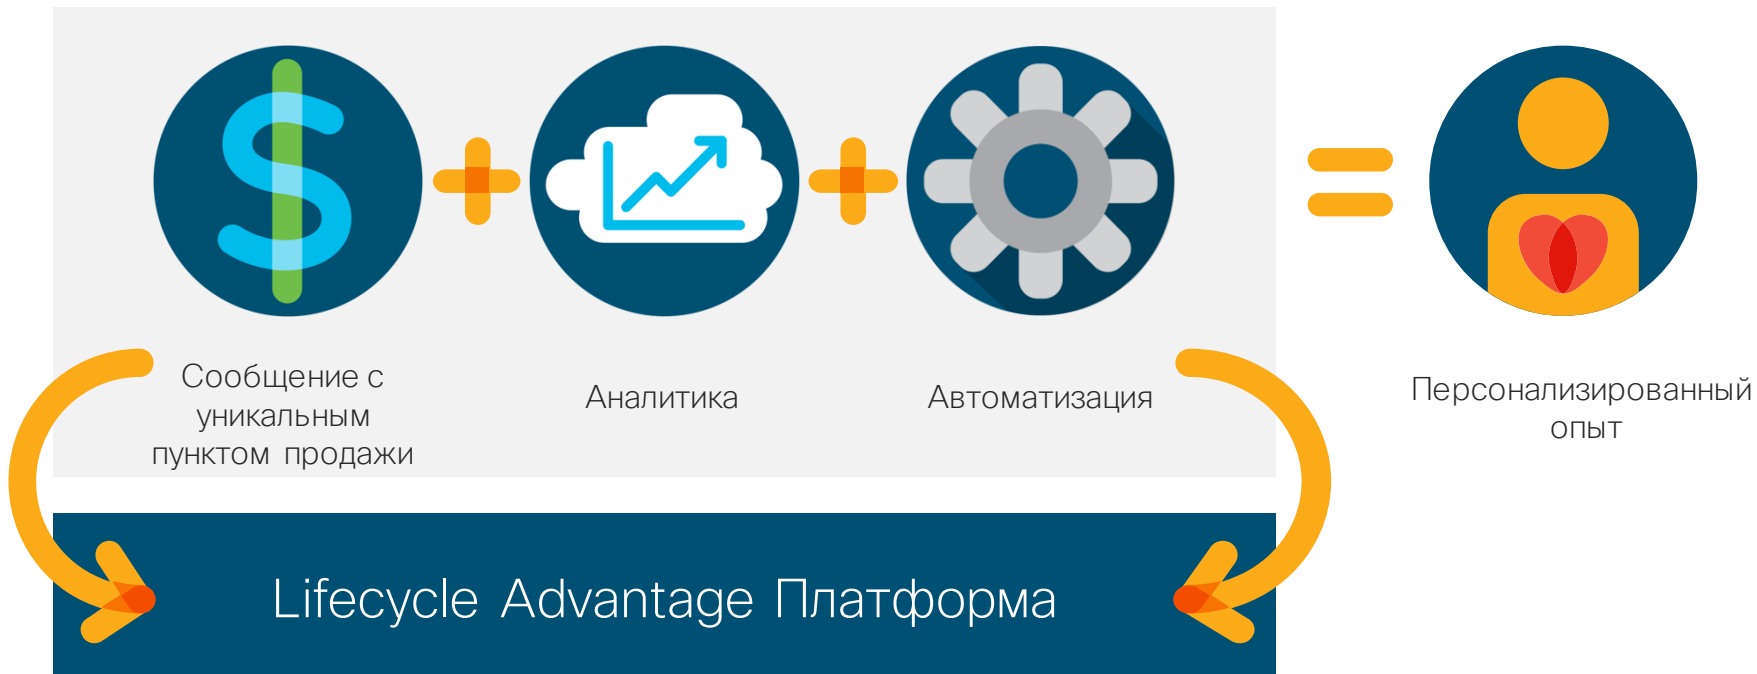 Сообщение с
уникальным
пунктом продажи
Аналитика
Автоматизация
Персонализированный
опыт
Lifecycle Advantage Платформа